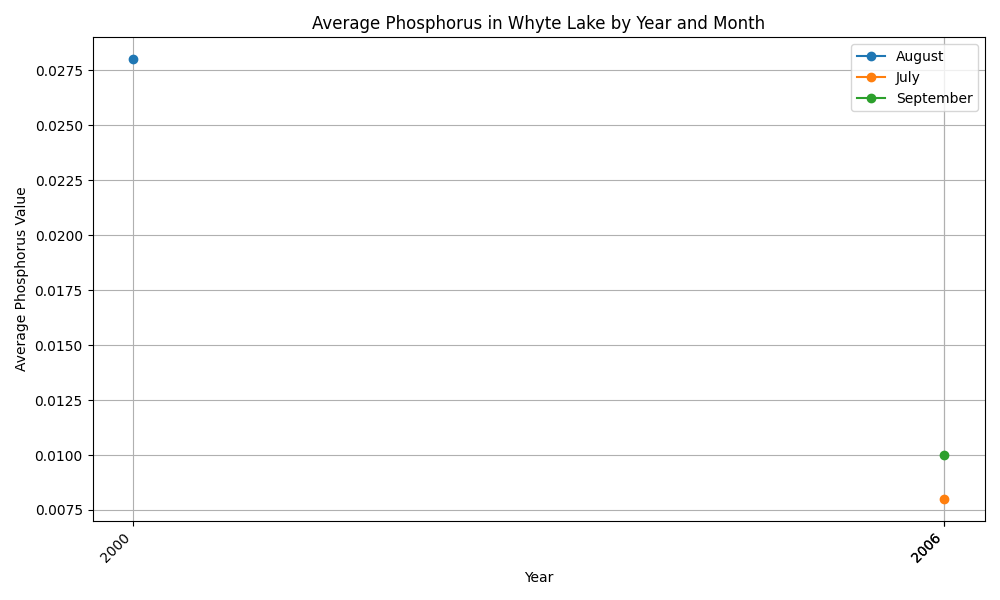 Average Phosphorus in Whyte Lake by Year and Month
August
July
September
Average Phosphorus Value
0.0275
0.0250
0.0225
0.0200
0.0175
0.0150
0.0125
0.0100
0.0075
2000
2006
Year